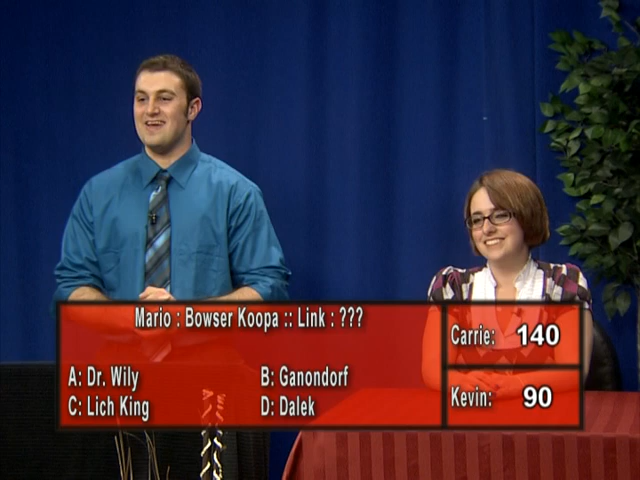 Mario : Bowser Koopa :: Link : ???
A: Dr. Wily
B: Ganondorf
C: Lich King
D: Dalek
Carrie: 140
Kevin: 90